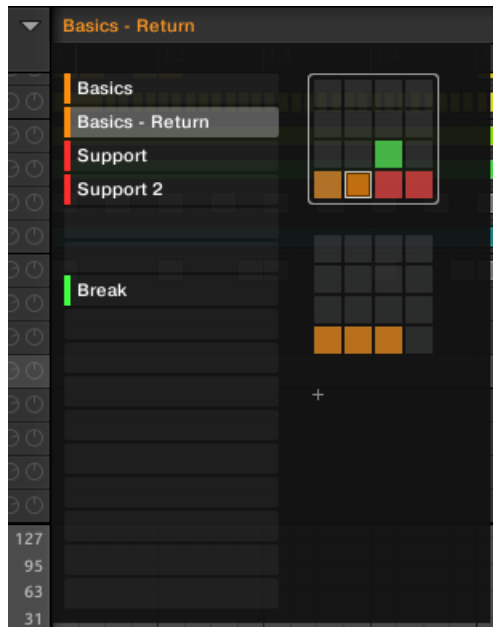 Basics - Return
Basics
Basics - Return
Support
Support 2
Break
+
127
95
63
31